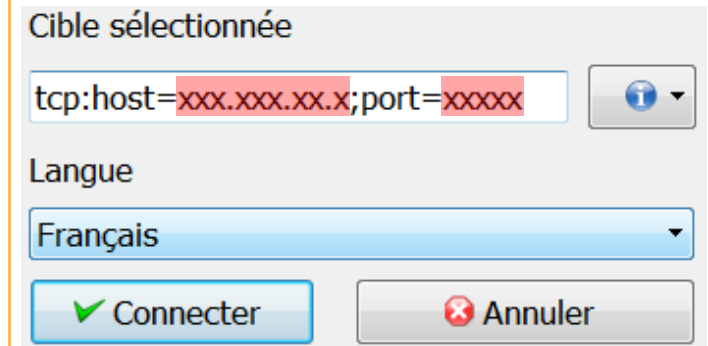 Cible sélectionnée
tcp:host=xxx.xxx.xx.x;port=xxxxx
Langue
Français
Connecter
Annuler